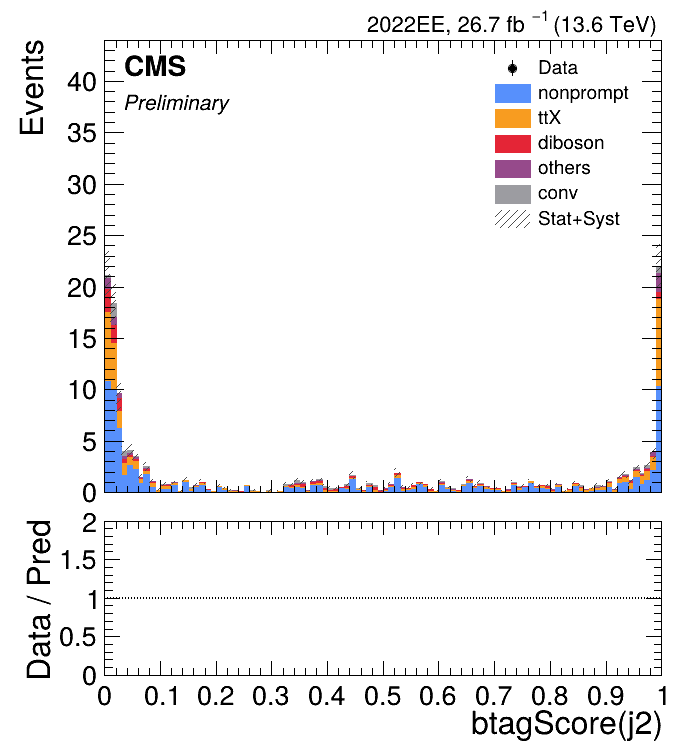 2022EE, 26.7 fb⁻¹ (13.6 TeV)
CMS
Preliminary
Events
40
35
30
25
20
15
10
5
0
Data
nonprompt
ttX
diboson
others
conv
Stat+Syst
Data / Pred
2
1.5
1
0.5
0
0 0.1 0.2 0.3 0.4 0.5 0.6 0.7 0.8 0.9 1
btagScore(j2)